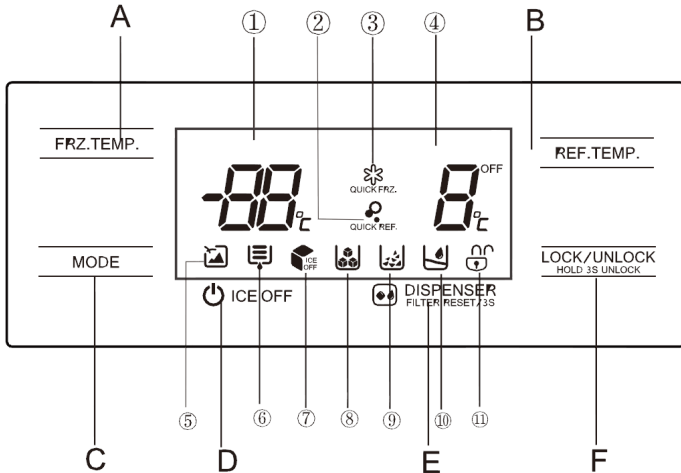 A
①
②
③
④
B
FRZ.TEMP.
-88°C
QUICK FRZ.
QUICK REF.
8°C
OFF
REF.TEMP.
MODE
ICE
OFF
LOCK/UNLOCK
HOLD 3S UNLOCK
ICE OFF
DISPENSER
FILTER RESET/3S
⑤
⑥
⑦
⑧
⑨
⑩
⑪
C
D
E
F